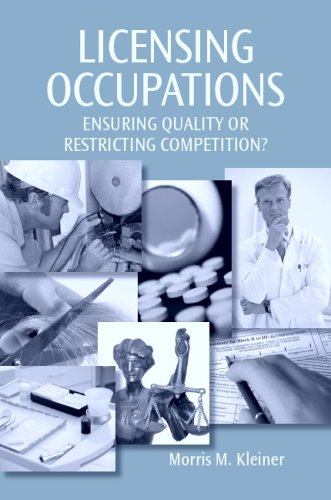 LICENSING
OCCUPATIONS
ENSURING QUALITY OR
RESTRICTING COMPETITION?
Morris M. Kleiner